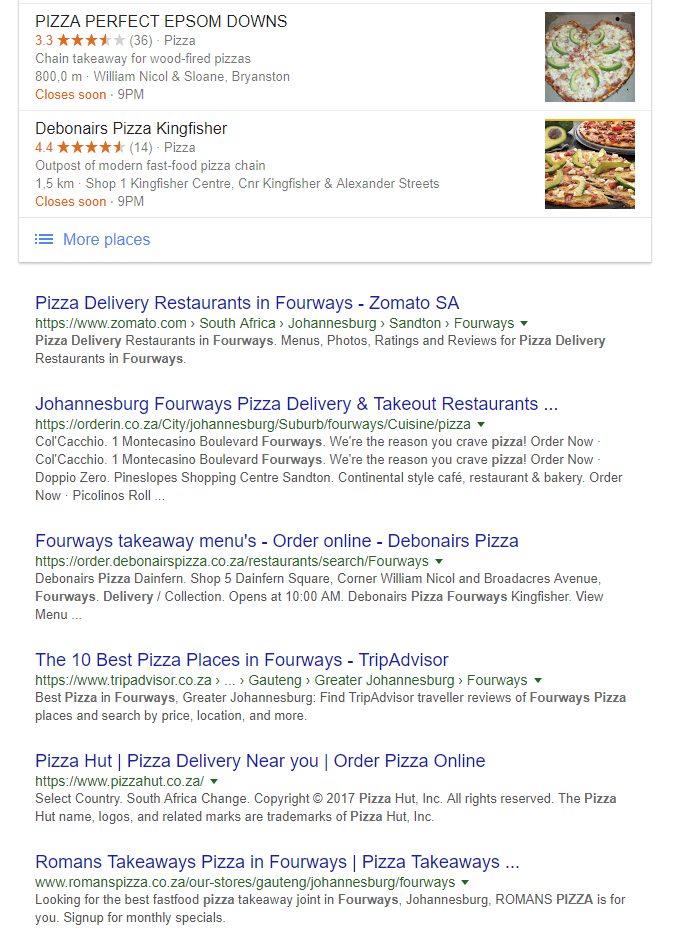 PIZZA PERFECT EPSOM DOWNS
3.3 (36) · Pizza
Chain takeaway for wood-fired pizzas
800,0 m · William Nicol & Sloane, Bryanston
Closes soon · 9PM
Debonairs Pizza Kingfisher
4.4 (14) · Pizza
Outpost of modern fast-food pizza chain
1,5 km · Shop 1 Kingfisher Centre, Cnr Kingfisher & Alexander Streets
Closes soon · 9PM
More places
Pizza Delivery Restaurants in Fourways - Zomato SA
https://www.zomato.com › South Africa › Johannesburg › Sandton › Fourways
Pizza Delivery Restaurants in Fourways. Menus, Photos, Ratings and Reviews for Pizza Delivery
Restaurants in Fourways.
Johannesburg Fourways Pizza Delivery & Takeout Restaurants ...
https://orderin.co.za/City/johannesburg/Suburb/fourways/Cuisine/pizza
Col'Cacchio. 1 Montecasino Boulevard Fourways. We're the reason you crave pizza! Order Now ·
Col'Cacchio. 1 Montecasino Boulevard Fourways. We're the reason you crave pizza! Order Now ·
Doppio Zero. Pineslopes Shopping Centre Sandton. Continental style café, restaurant & bakery. Order
Now · Picolinos Roll ...
Fourways takeaway menu's - Order online - Debonairs Pizza
https://order.debonairspizza.co.za/restaurants/search/Fourways
Debonairs Pizza Dainfern. Shop 5 Dainfern Square, Corner William Nicol and Broadacres Avenue,
Fourways. Delivery / Collection. Opens at 10:00 AM. Debonairs Pizza Fourways Kingfisher. View
Menu ...
The 10 Best Pizza Places in Fourways - TripAdvisor
https://www.tripadvisor.co.za › ... › Gauteng › Greater Johannesburg › Fourways
Best Pizza in Fourways, Greater Johannesburg: Find TripAdvisor traveller reviews of Fourways Pizza
places and search by price, location, and more.
Pizza Hut | Pizza Delivery Near you | Order Pizza Online
https://www.pizzahut.co.za/
Select Country. South Africa Change. Copyright © 2017 Pizza Hut, Inc. All rights reserved. The Pizza
Hut name, logos, and related marks are trademarks of Pizza Hut, Inc.
Romans Takeaways Pizza in Fourways | Pizza Takeaways ...
www.romanspizza.co.za/our-stores/gauteng/johannesburg/fourways
Looking for the best fastfood pizza takeaway joint in Fourways, Johannesburg, ROMANS PIZZA is for
you. Signup for monthly specials.